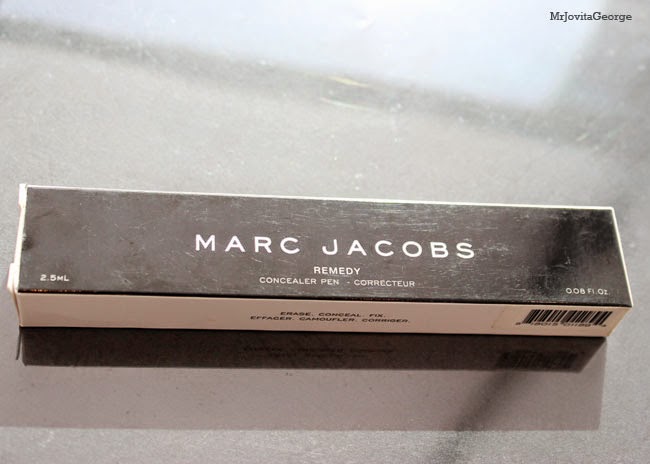 MrJovitaGeorge
MARC JACOBS
REMEDY
CONCEALER PEN - CORRECTEUR
2.5ML
0.08 Fl.Oz.
ERASE. CONCEAL. FIX.
EFFACER. CAMOUFLER. CORRIGER.